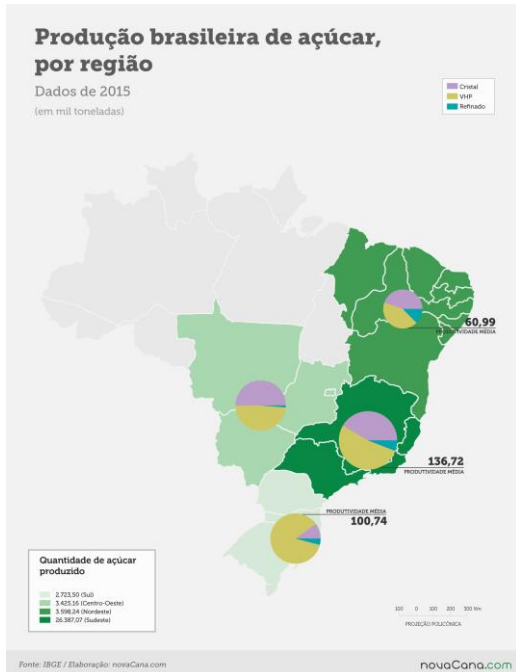 Produção brasileira de açúcar,
por região
Dados de 2015
(em mil toneladas)
Cristal
VHP
Refinado
60,99
PRODUTIVIDADE MÉDIA
136,72
PRODUTIVIDADE MÉDIA
PRODUTIVIDADE MÉDIA
100,74
Quantidade de açúcar
produzido
2.723,50 (Sul)
3.425,16 (Centro-Oeste)
3.598,24 (Nordeste)
26.387,07 (Sudeste)
100 0 100 200 300 Km
PROJEÇÃO POLICÔNICA
Fonte: IBGE / Elaboração: novaCana.com
novaCana.com